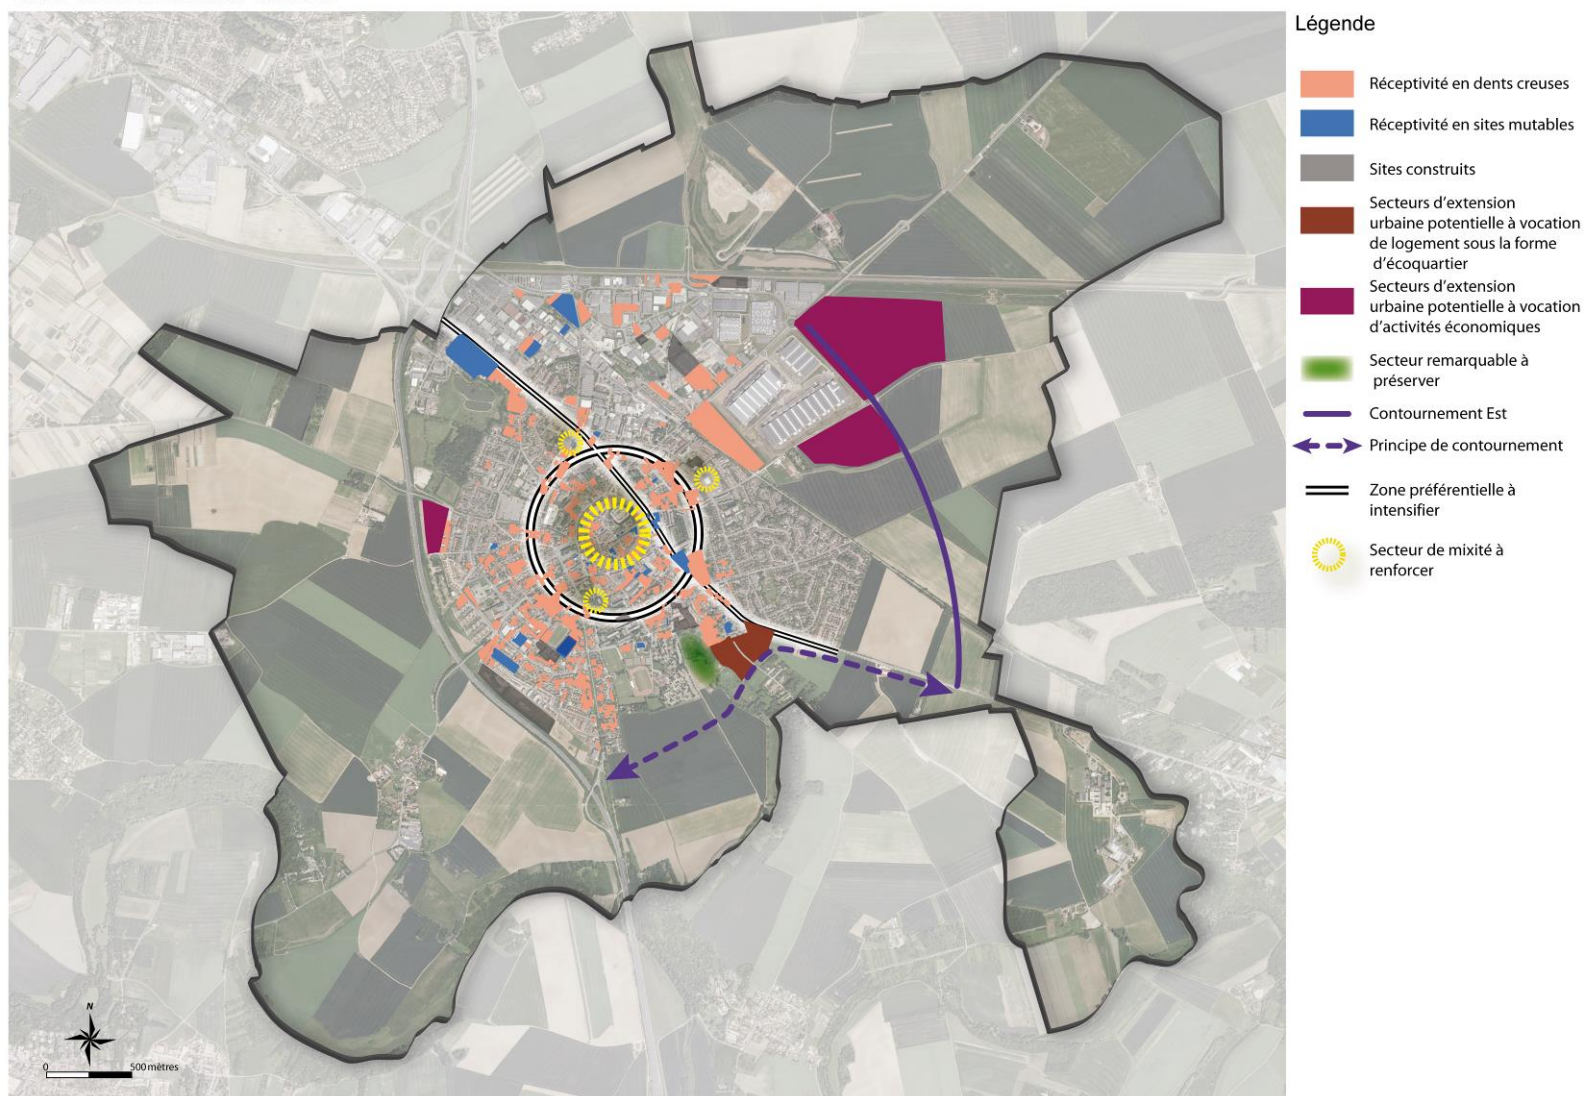 Légende
Réceptivité en dents creuses
Réceptivité en sites mutables
Sites construits
Secteurs d'extension
urbaine potentielle à vocation
de logement sous la forme
d'écoquartier
Secteurs d'extension
urbaine potentielle à vocation
d'activités économiques
Secteur remarquable à
préserver
Contournement Est
Principe de contournement
Zone préférentielle à
intensifier
Secteur de mixité à
renforcer
N
0 500 mètres